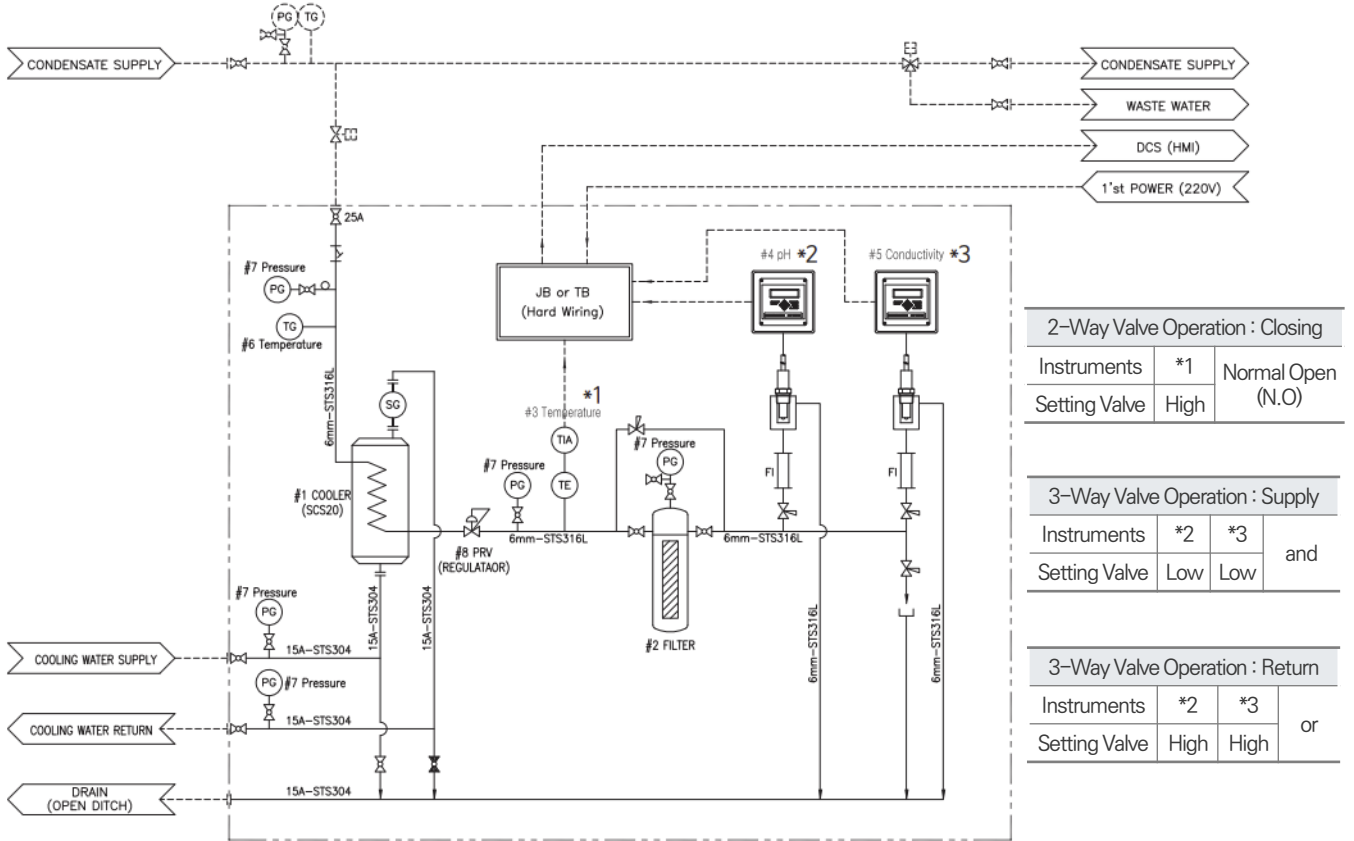 PG
TG
CONDENSATE SUPPLY
CONDENSATE SUPPLY
WASTE WATER
DCS (HMI)
1'st POWER (220V)
25A
#7 Pressure
PG
TG
#6 Temperature
6mm-STS316L
SG
#1 COOLER
(SCS20)
JB or TB
(Hard Wiring)
*1
#3 Temperature
TIA
TE
#7 Pressure
PG
#8 PRV
(REGULATAOR)
6mm-STS316L
#7 Pressure
PG
#2 FILTER
6mm-STS316L
#4 pH *2
#5 Conductivity *3
FI
FI
6mm-STS316L
6mm-STS316L
15A-STS304
15A-STS304
#7 Pressure
PG
COOLING WATER SUPPLY
15A-STS304
PG
#7 Pressure
COOLING WATER RETURN
15A-STS304
DRAIN
(OPEN DITCH)
15A-STS304
2-Way Valve Operation : Closing
Instruments *1 Normal Open
(N.O)
Setting Valve High
3-Way Valve Operation : Supply
Instruments *2 *3 and
Setting Valve Low Low
3-Way Valve Operation : Return
Instruments *2 *3 or
Setting Valve High High